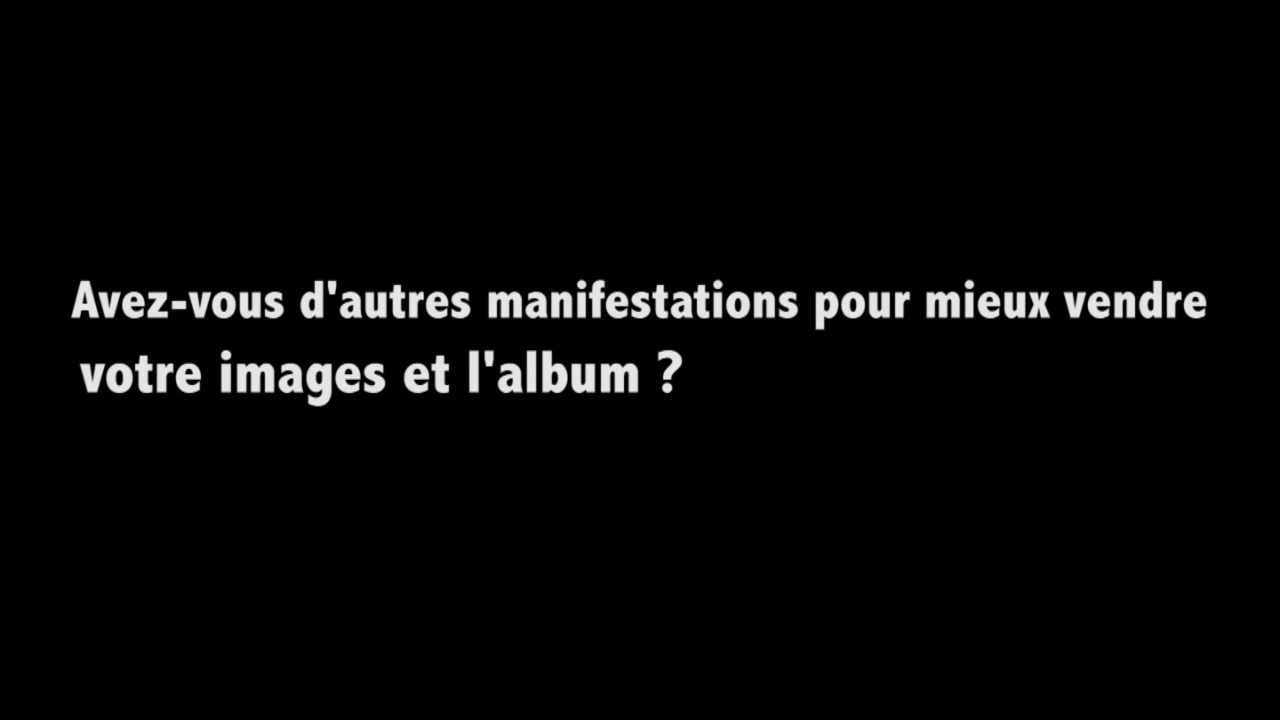 Avez-vous d'autres manifestations pour mieux vendre
votre images et l'album ?